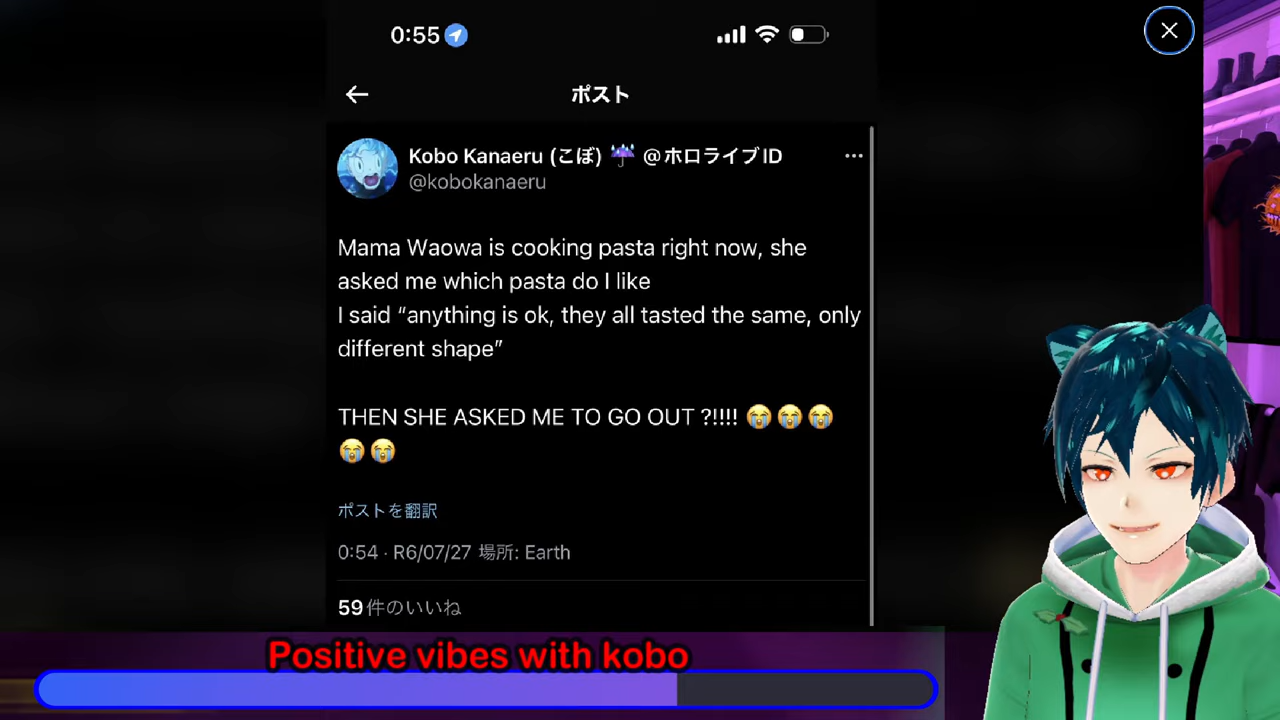 0:55
ポスト
Kobo Kanaeru (こぼ) ☔ @ホロライブID
@kobokanaeru
Mama Waowa is cooking pasta right now, she
asked me which pasta do I like
I said “anything is ok, they all tasted the same, only
different shape”
THEN SHE ASKED ME TO GO OUT ?!!!! 😭😭😭
😭😭
ポストを翻訳
0:54 · R6/07/27 場所: Earth
59件のいいね
Positive vibes with kobo